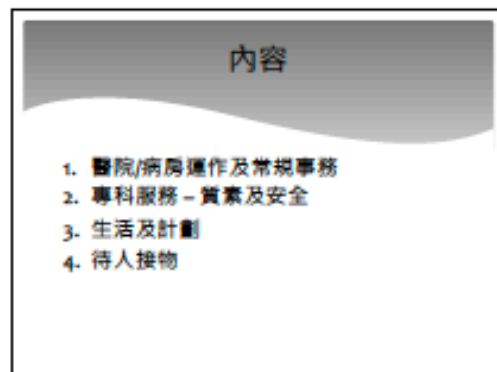 內容
1. 醫院/病房運作及常規事務
2. 專科服務 – 質素及安全
3. 生活及計劃
4. 待人接物